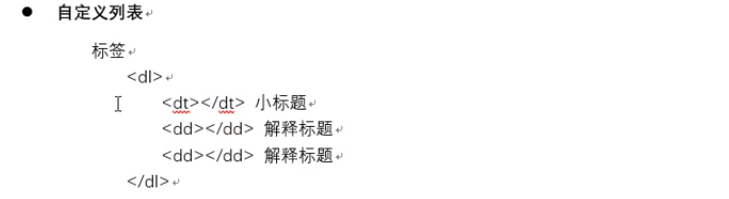 ● 自定义列表
标签
<dl>
<dt></dt> 小标题
<dd></dd> 解释标题
<dd></dd> 解释标题
</dl>